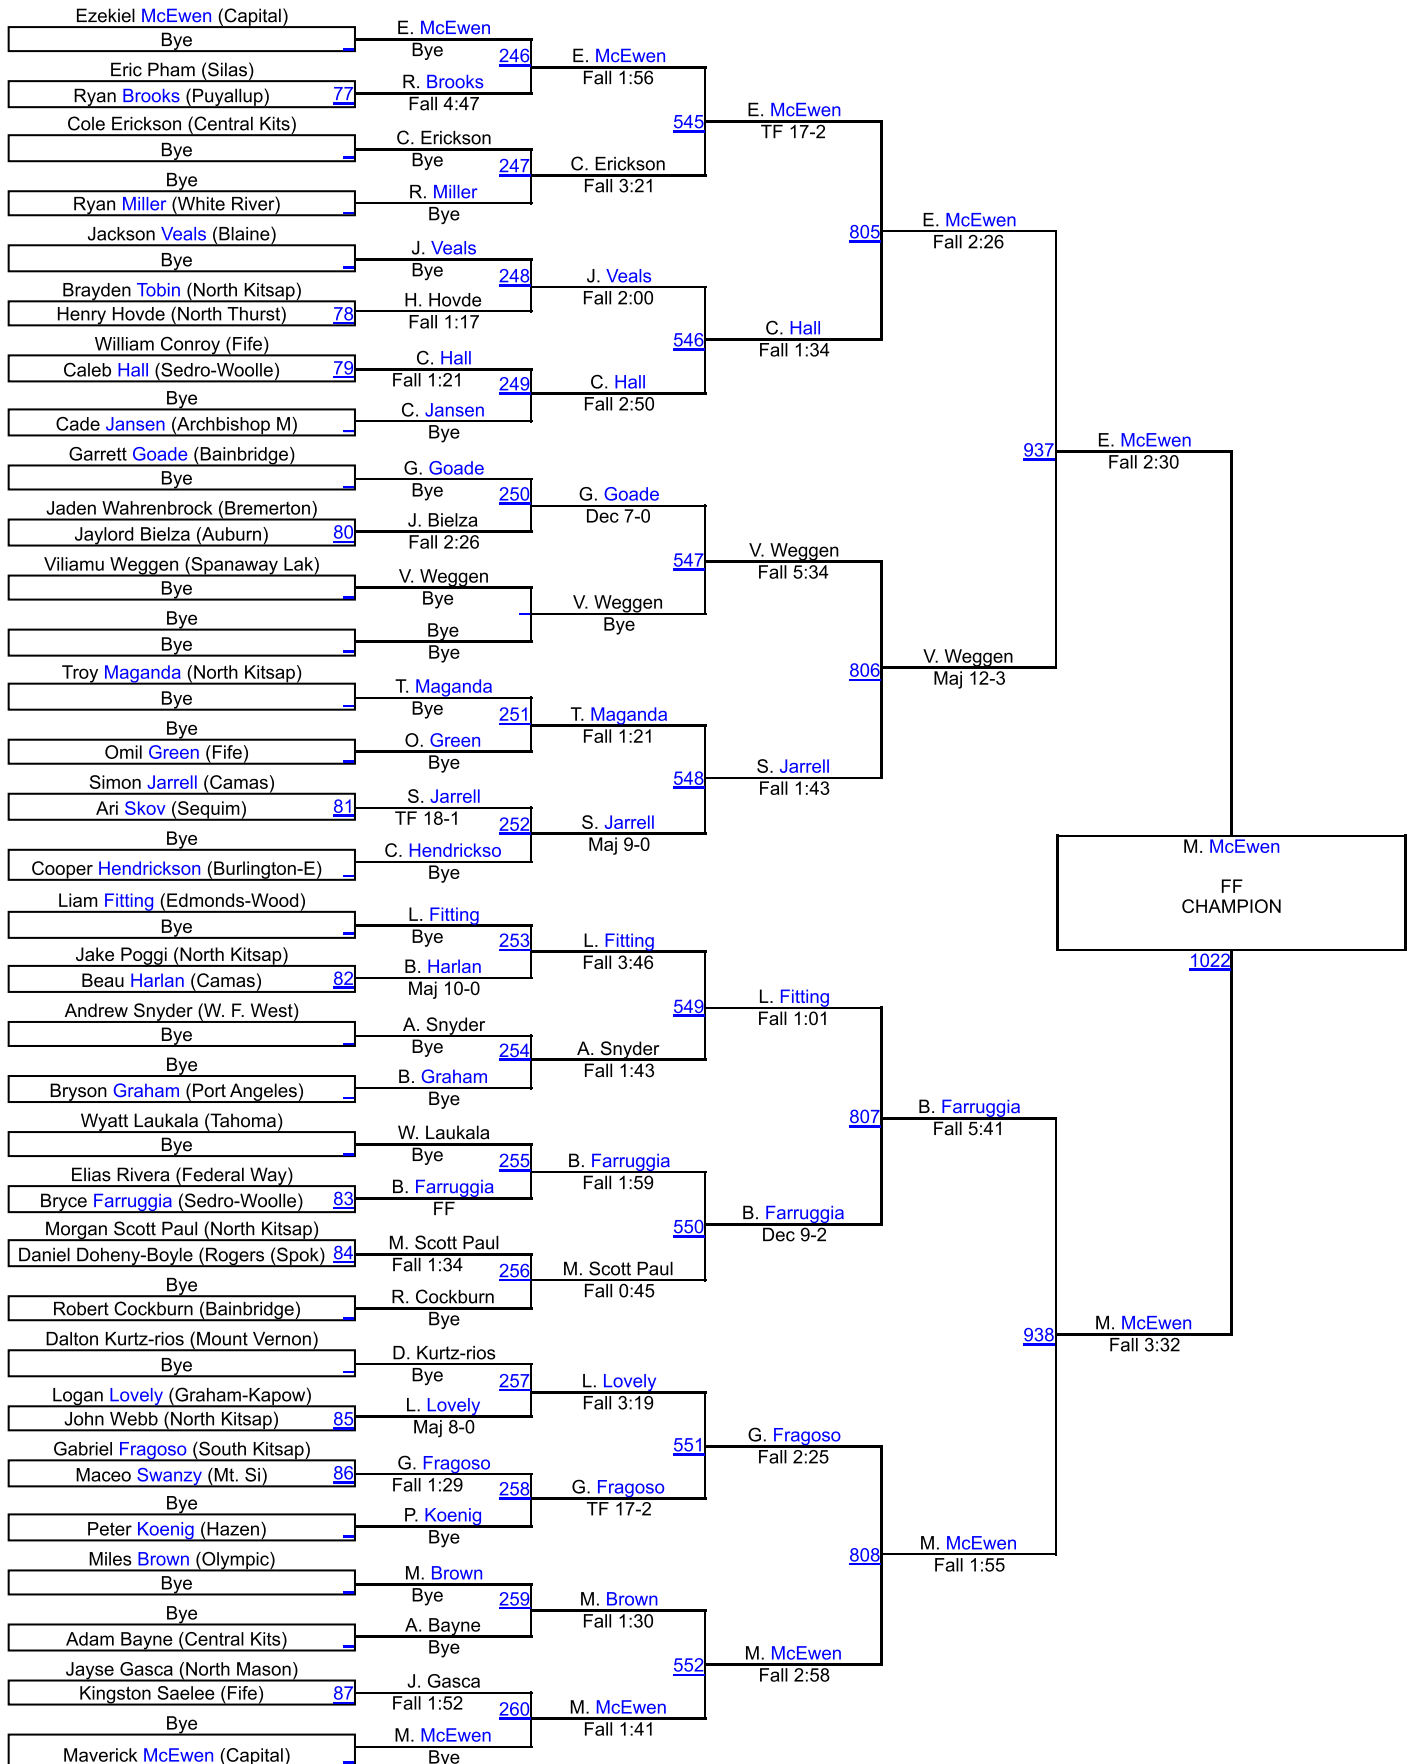 Ezekiel McEwen (Capital)
Bye
Eric Pham (Silas)
Ryan Brooks (Puyallup) 77
Cole Erickson (Central Kits)
Bye
Bye
Ryan Miller (White River)
Jackson Veals (Blaine)
Bye
Brayden Tobin (North Kitsap)
Henry Hovde (North Thurst) 78
William Conroy (Fife)
Caleb Hall (Sedro-Woolle) 79
Bye
Cade Jansen (Archbishop M)
Garrett Goade (Bainbridge)
Bye
Jaden Wahrenbrock (Bremerton)
Jaylord Bielza (Auburn) 80
Viliamu Weggen (Spanaway Lak)
Bye
Bye
Bye
Troy Maganda (North Kitsap)
Bye
Bye
Omil Green (Fife)
Simon Jarrell (Camas)
Ari Skov (Sequim) 81
Bye
Cooper Hendrickson (Burlington-E)
Liam Fitting (Edmonds-Wood)
Bye
Jake Poggi (North Kitsap)
Beau Harlan (Camas) 82
Andrew Snyder (W. F. West)
Bye
Bye
Bryson Graham (Port Angeles)
Wyatt Laukala (Tahoma)
Bye
Elias Rivera (Federal Way)
Bryce Farruggia (Sedro-Woolle) 83
Morgan Scott Paul (North Kitsap)
Daniel Doheny-Boyle (Rogers (Spok) 84
Bye
Robert Cockburn (Bainbridge)
Dalton Kurtz-rios (Mount Vernon)
Bye
Logan Lovely (Graham-Kapow)
John Webb (North Kitsap) 85
Gabriel Fragoso (South Kitsap)
Maceo Swanzy (Mt. Si) 86
Bye
Peter Koenig (Hazen)
Miles Brown (Olympic)
Bye
Bye
Adam Bayne (Central Kits)
Jayse Gasca (North Mason)
Kingston Saelee (Fife) 87
Bye
Maverick McEwen (Capital)
E. McEwen
Bye
246
R. Brooks
Fall 4:47
C. Erickson
Bye
247
R. Miller
Bye
J. Veals
Bye
248
H. Hovde
Fall 1:17
C. Hall
Fall 1:21
249
C. Jansen
Bye
G. Goade
Bye
250
J. Bielza
Fall 2:26
V. Weggen
Bye
Bye
Bye
T. Maganda
Bye
251
O. Green
Bye
S. Jarrell
TF 18-1
252
C. Hendrickso
Bye
L. Fitting
Bye
253
B. Harlan
Maj 10-0
A. Snyder
Bye
254
B. Graham
Bye
W. Laukala
Bye
255
B. Farruggia
FF
M. Scott Paul
Fall 1:34
256
R. Cockburn
Bye
D. Kurtz-rios
Bye
257
L. Lovely
Maj 8-0
G. Fragoso
Fall 1:29
258
P. Koenig
Bye
M. Brown
Bye
259
A. Bayne
Bye
J. Gasca
Fall 1:52
260
M. McEwen
Bye
E. McEwen
Fall 1:56
545
C. Erickson
Fall 3:21
J. Veals
Fall 2:00
546
C. Hall
Fall 2:50
G. Goade
Dec 7-0
547
V. Weggen
Bye
T. Maganda
Fall 1:21
548
S. Jarrell
Maj 9-0
L. Fitting
Fall 3:46
549
A. Snyder
Fall 1:43
B. Farruggia
Fall 1:59
550
M. Scott Paul
Fall 0:45
L. Lovely
Fall 3:19
551
G. Fragoso
TF 17-2
M. Brown
Fall 1:30
552
M. McEwen
Fall 1:41
E. McEwen
TF 17-2
805
C. Hall
Fall 1:34
V. Weggen
Fall 5:34
806
S. Jarrell
Fall 1:43
L. Fitting
Fall 1:01
807
B. Farruggia
Dec 9-2
G. Fragoso
Fall 2:25
808
M. McEwen
Fall 2:58
E. McEwen
Fall 2:26
937
V. Weggen
Maj 12-3
B. Farruggia
Fall 5:41
938
M. McEwen
Fall 1:55
E. McEwen
Fall 2:30
M. McEwen
FF
CHAMPION
1022
M. McEwen
Fall 3:32